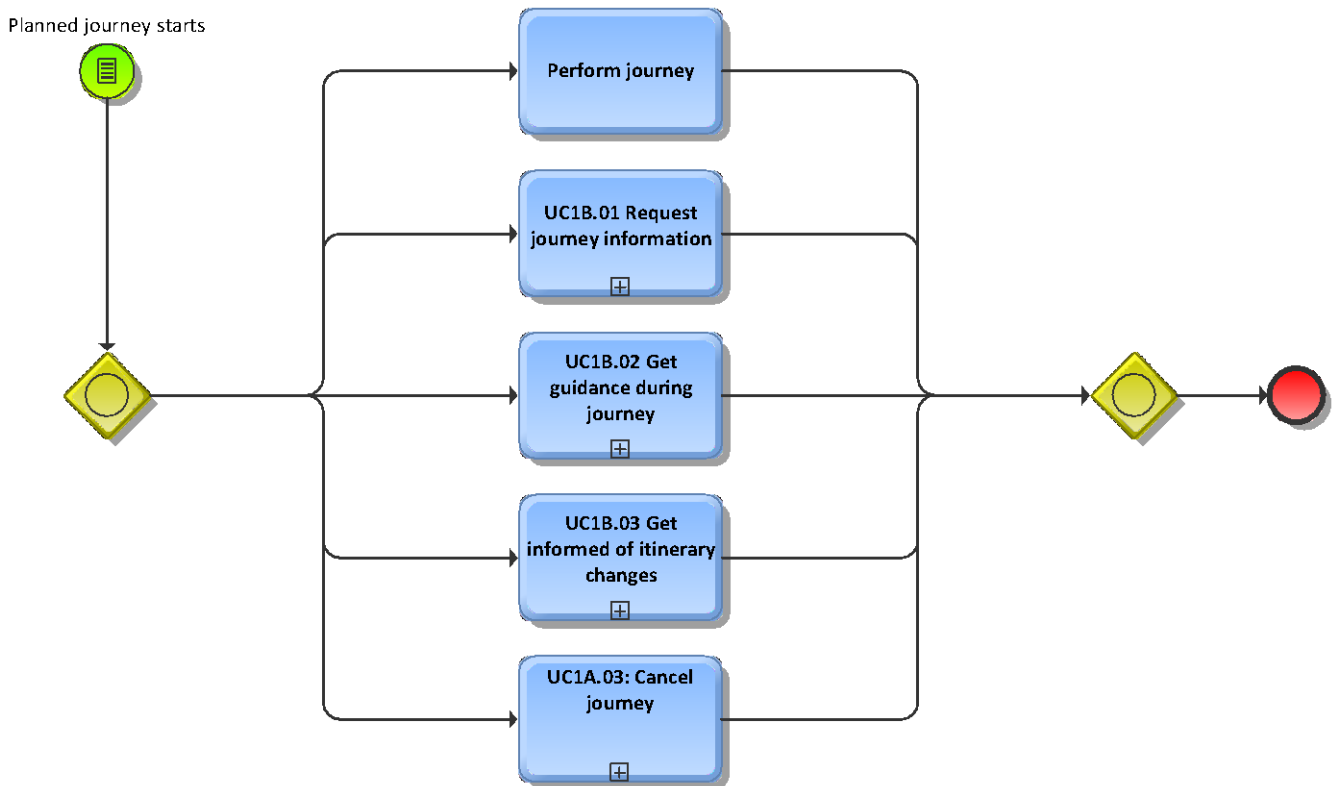 Planned journey starts
Perform journey
UC1B.01 Request
journey information
UC1B.02 Get
guidance during
journey
UC1B.03 Get
informed of itinerary
changes
UC1A.03: Cancel
journey